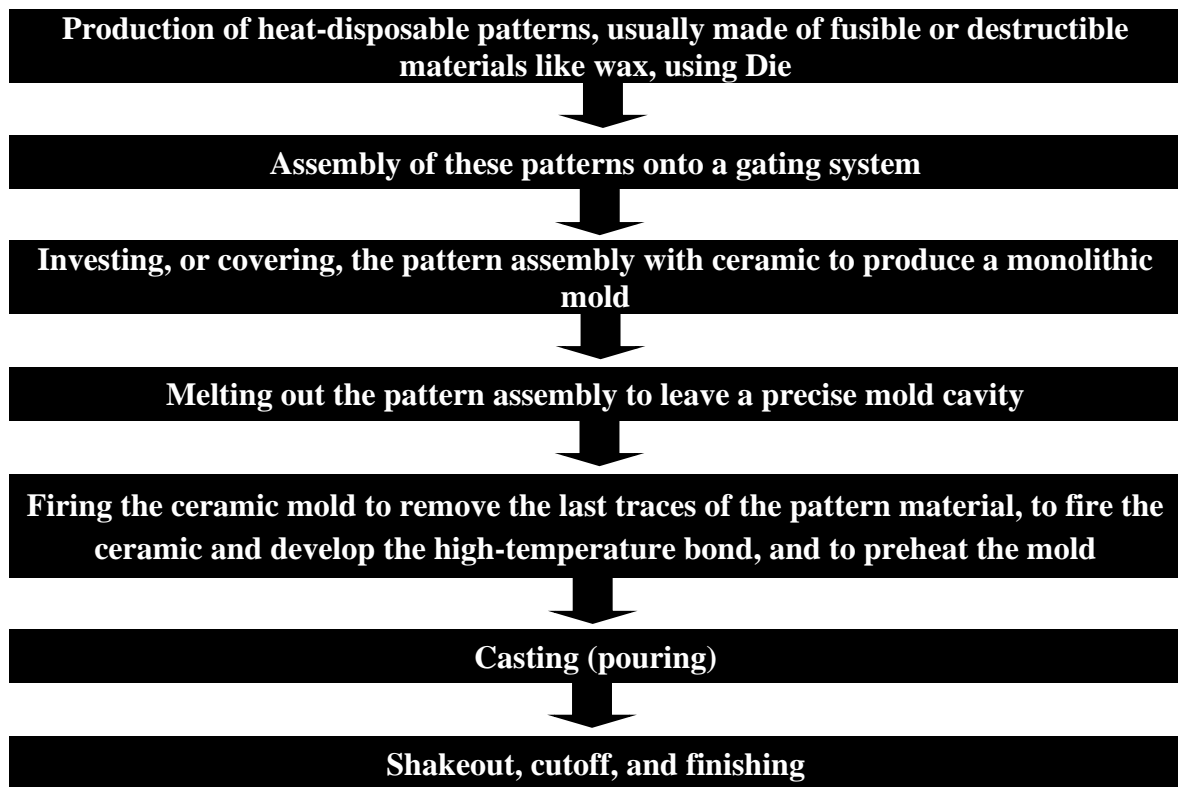 Production of heat-disposable patterns, usually made of fusible or destructible
materials like wax, using Die
Assembly of these patterns onto a gating system
Investing, or covering, the pattern assembly with ceramic to produce a monolithic
mold
Melting out the pattern assembly to leave a precise mold cavity
Firing the ceramic mold to remove the last traces of the pattern material, to fire the
ceramic and develop the high-temperature bond, and to preheat the mold
Casting (pouring)
Shakeout, cutoff, and finishing